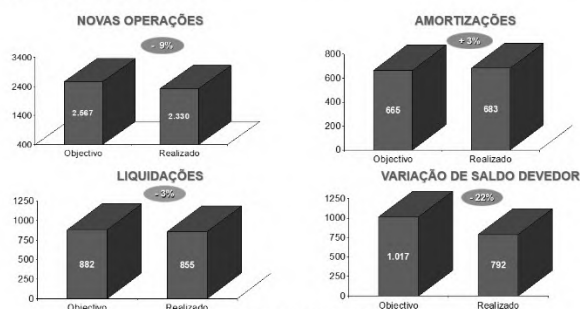 NOVAS OPERAÇÕES
- 9%
3400
2400
1400
400
2.567
2.330
Objectivo
Realizado
AMORTIZAÇÕES
+ 3%
800
600
400
200
0
665
683
Objectivo
Realizado
LIQUIDAÇÕES
- 3%
1250
1000
750
500
250
0
882
855
Objectivo
Realizado
VARIAÇÃO DE SALDO DEVEDOR
- 22%
1250
1000
750
500
250
0
1.017
792
Objectivo
Realizado